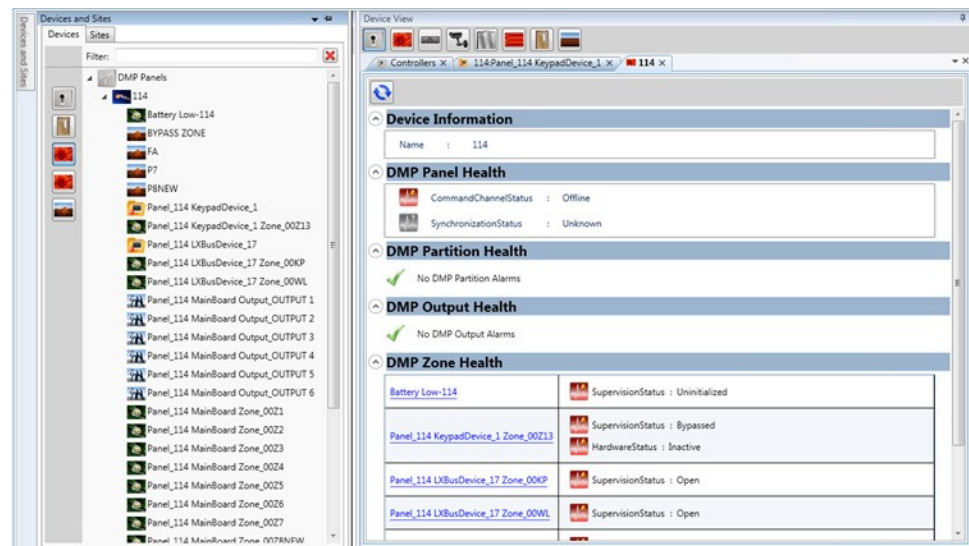 Devices and Sites
Devices and Sites
Devices Sites
Filter:
DMP Panels
114
Battery Low-114
BYPASS ZONE
FA
P7
P8NEW
Panel_114 KeypadDevice_1
Panel_114 KeypadDevice_1 Zone_00Z13
Panel_114 LXBusDevice_17
Panel_114 LXBusDevice_17 Zone_00KP
Panel_114 LXBusDevice_17 Zone_00WL
Panel_114 MainBoard Output_OUTPUT 1
Panel_114 MainBoard Output_OUTPUT 2
Panel_114 MainBoard Output_OUTPUT 3
Panel_114 MainBoard Output_OUTPUT 4
Panel_114 MainBoard Output_OUTPUT 5
Panel_114 MainBoard Output_OUTPUT 6
Panel_114 MainBoard Zone_00Z1
Panel_114 MainBoard Zone_00Z2
Panel_114 MainBoard Zone_00Z3
Panel_114 MainBoard Zone_00Z4
Panel_114 MainBoard Zone_00Z5
Panel_114 MainBoard Zone_00Z6
Panel_114 MainBoard Zone_00Z7
Panel_114 MainBoard Zone_00Z8NEW
Device View
Controllers X 114:Panel_114 KeypadDevice_1 X 114 X
Device Information
Name : 114
DMP Panel Health
CommandChannelStatus : Offline
SynchronizationStatus : Unknown
DMP Partition Health
No DMP Partition Alarms
DMP Output Health
No DMP Output Alarms
DMP Zone Health
Battery Low-114 SupervisionStatus : Uninitialized
Panel_114 KeypadDevice_1 Zone_00Z13 SupervisionStatus : Bypassed
HardwareStatus : Inactive
Panel_114 LXBusDevice_17 Zone_00KP SupervisionStatus : Open
Panel_114 LXBusDevice_17 Zone_00WL SupervisionStatus : Open